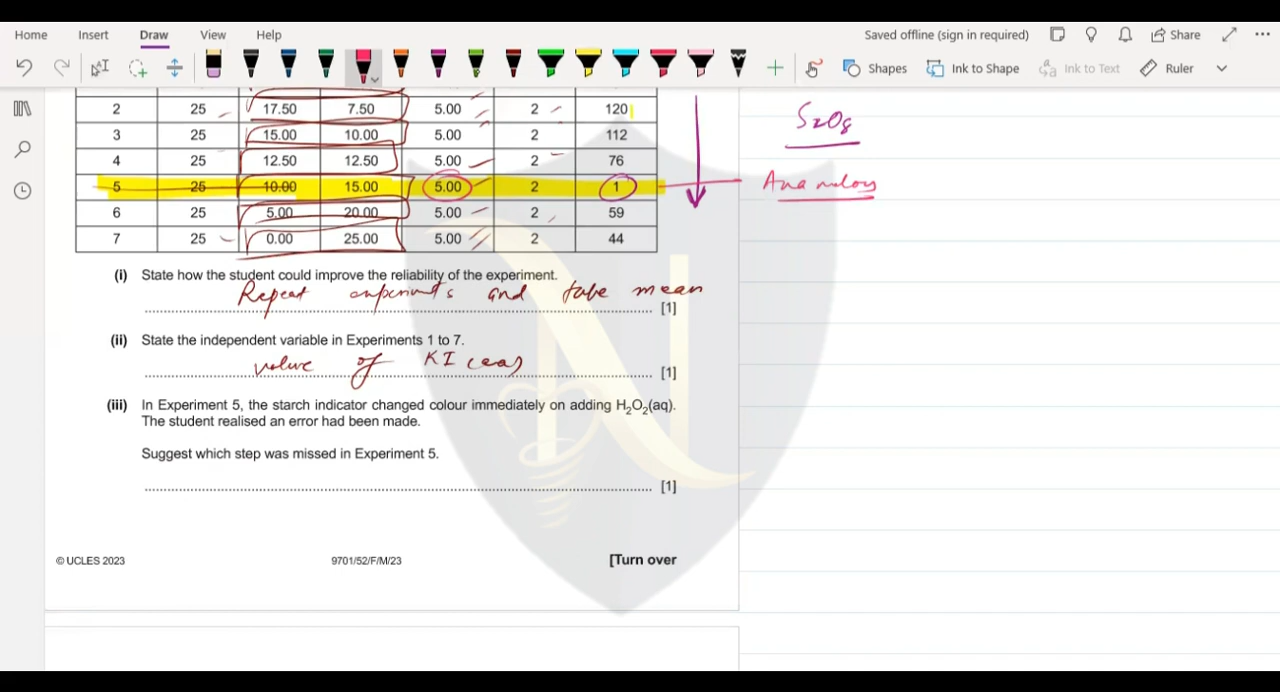 Home Insert Draw View Help Saved offline (sign in required) Share
Shapes Ink to Shape Ink to Text Ruler
2 25 17.50 7.50 5.00 2 120
3 25 15.00 10.00 5.00 2 112
4 25 12.50 12.50 5.00 2 76
5 25 10.00 15.00 5.00 2 1
6 25 5.00 20.00 5.00 2 59
7 25 0.00 25.00 5.00 2 44
S₂O₈
(i) State how the student could improve the reliability of the experiment.
Repeat and take mean
[1]
(ii) State the independent variable in Experiments 1 to 7.
of KI
[1]
(iii) In Experiment 5, the starch indicator changed colour immediately on adding H₂O₂(aq).
The student realised an error had been made.
Suggest which step was missed in Experiment 5.
[1]
© UCLES 2023 9701/52/F/M/23 [Turn over